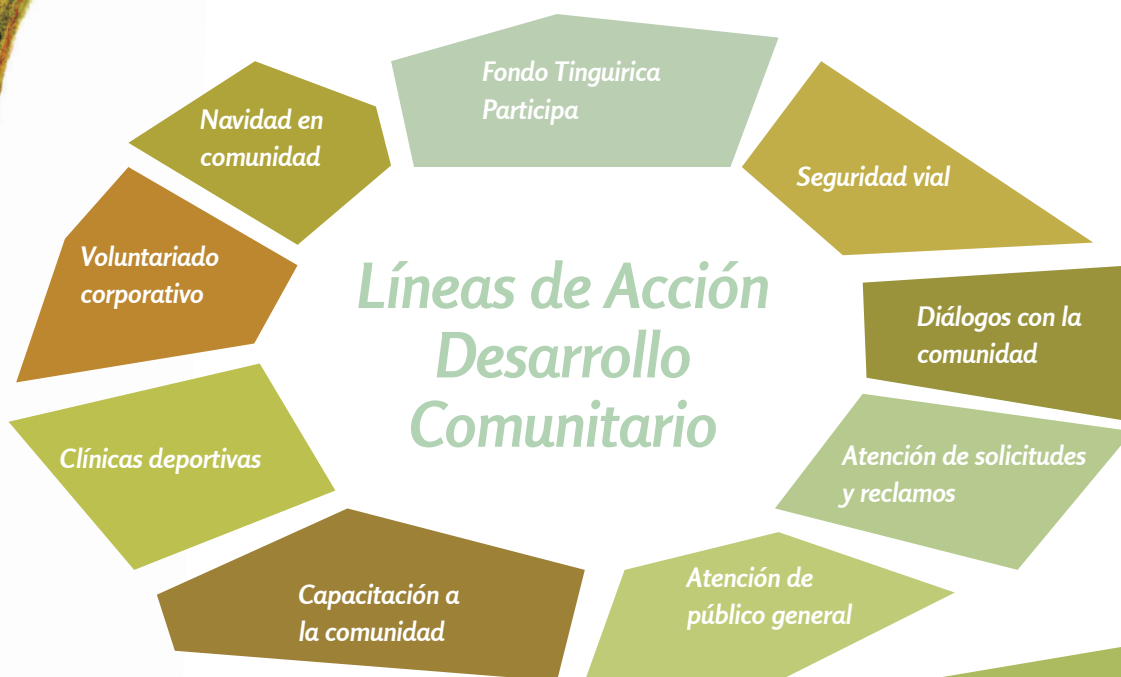 Fondo Tinguirica
Participa
Navidad en
comunidad
Seguridad vial
Voluntariado
corporativo
Líneas de Acción
Desarrollo
Comunitario
Diálogos con la
comunidad
Clínicas deportivas
Atención de solicitudes
y reclamos
Capacitación a
la comunidad
Atención de
público general